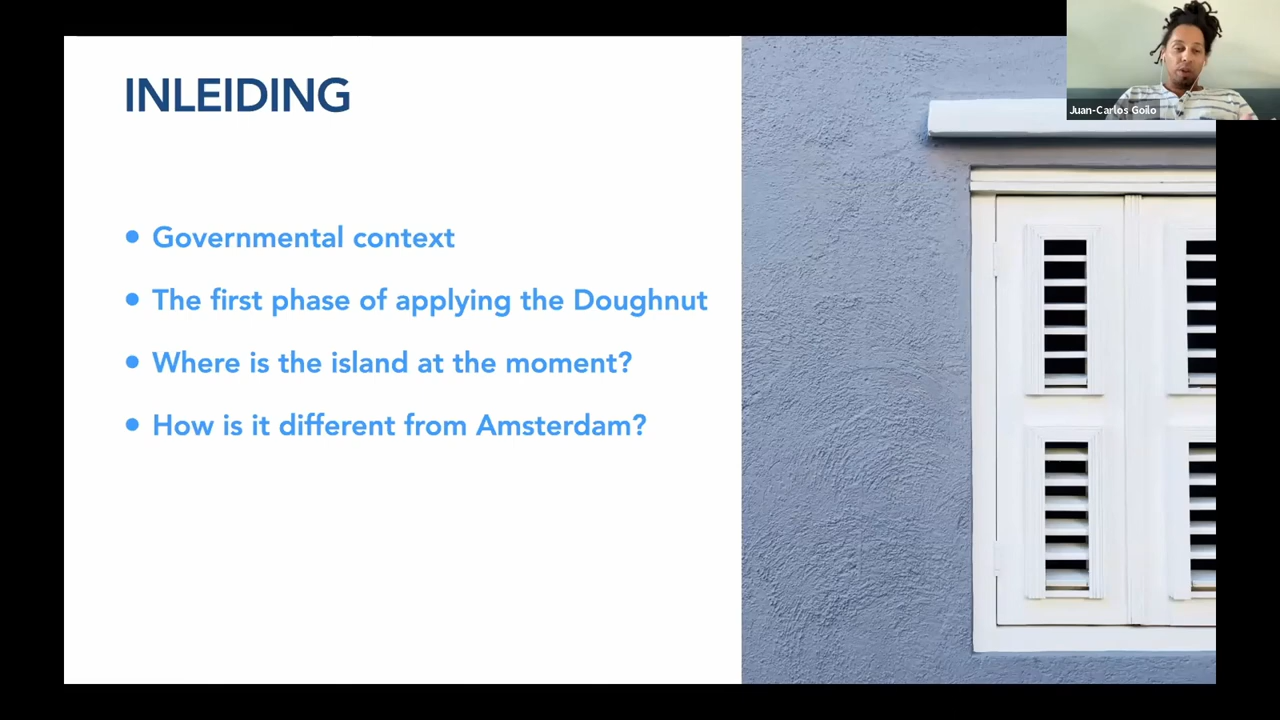 INLEIDING
• Governmental context
• The first phase of applying the Doughnut
• Where is the island at the moment?
• How is it different from Amsterdam?
Juan-Carlos Goilo